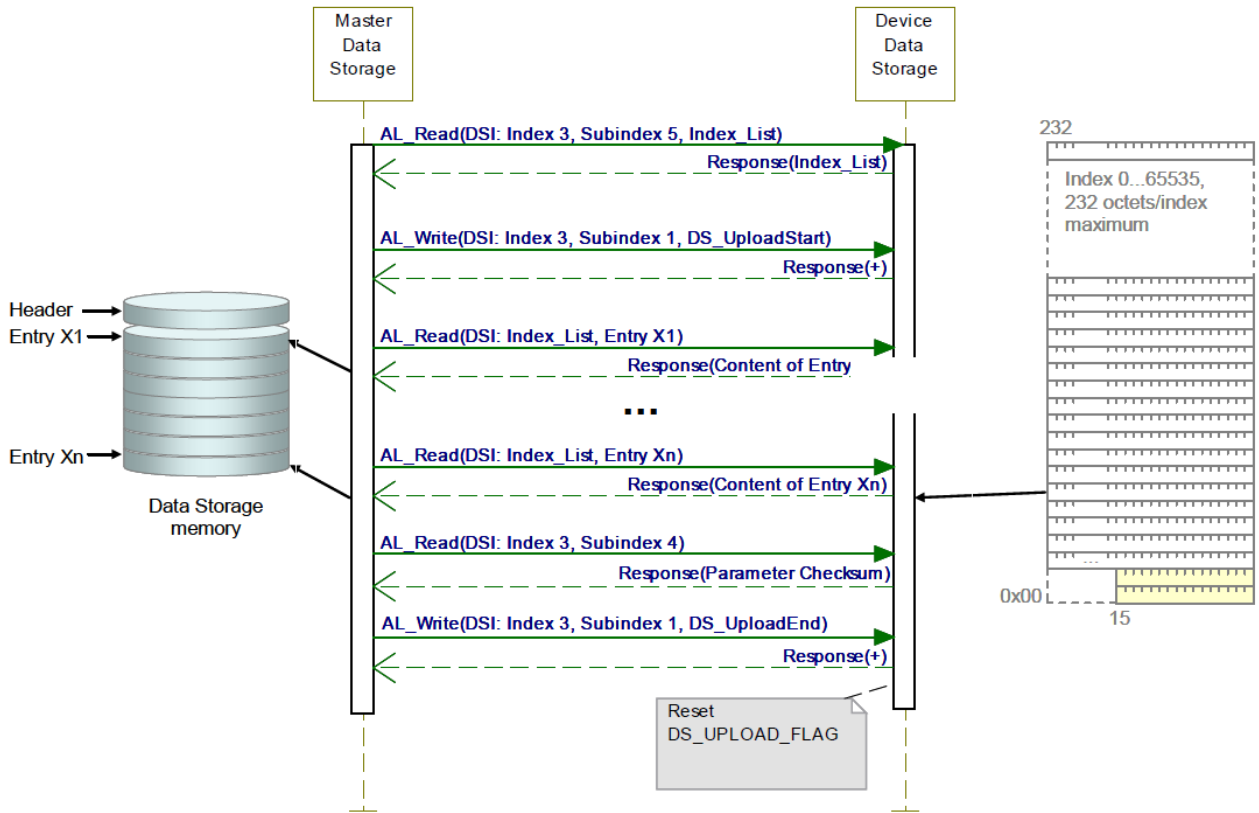 Master
Data
Storage
Device
Data
Storage
AL_Read(DSI: Index 3, Subindex 5, Index_List)
Response(Index_List)
AL_Write(DSI: Index 3, Subindex 1, DS_UploadStart)
Response(+)
AL_Read(DSI: Index_List, Entry X1)
Response(Content of Entry
...
AL_Read(DSI: Index_List, Entry Xn)
Response(Content of Entry Xn)
AL_Read(DSI: Index 3, Subindex 4)
Response(Parameter Checksum)
AL_Write(DSI: Index 3, Subindex 1, DS_UploadEnd)
Response(+)
Reset
DS_UPLOAD_FLAG
Header
Entry X1
Entry Xn
Data Storage
memory
232
Index 0...65535,
232 octets/index
maximum
...
0x00
15